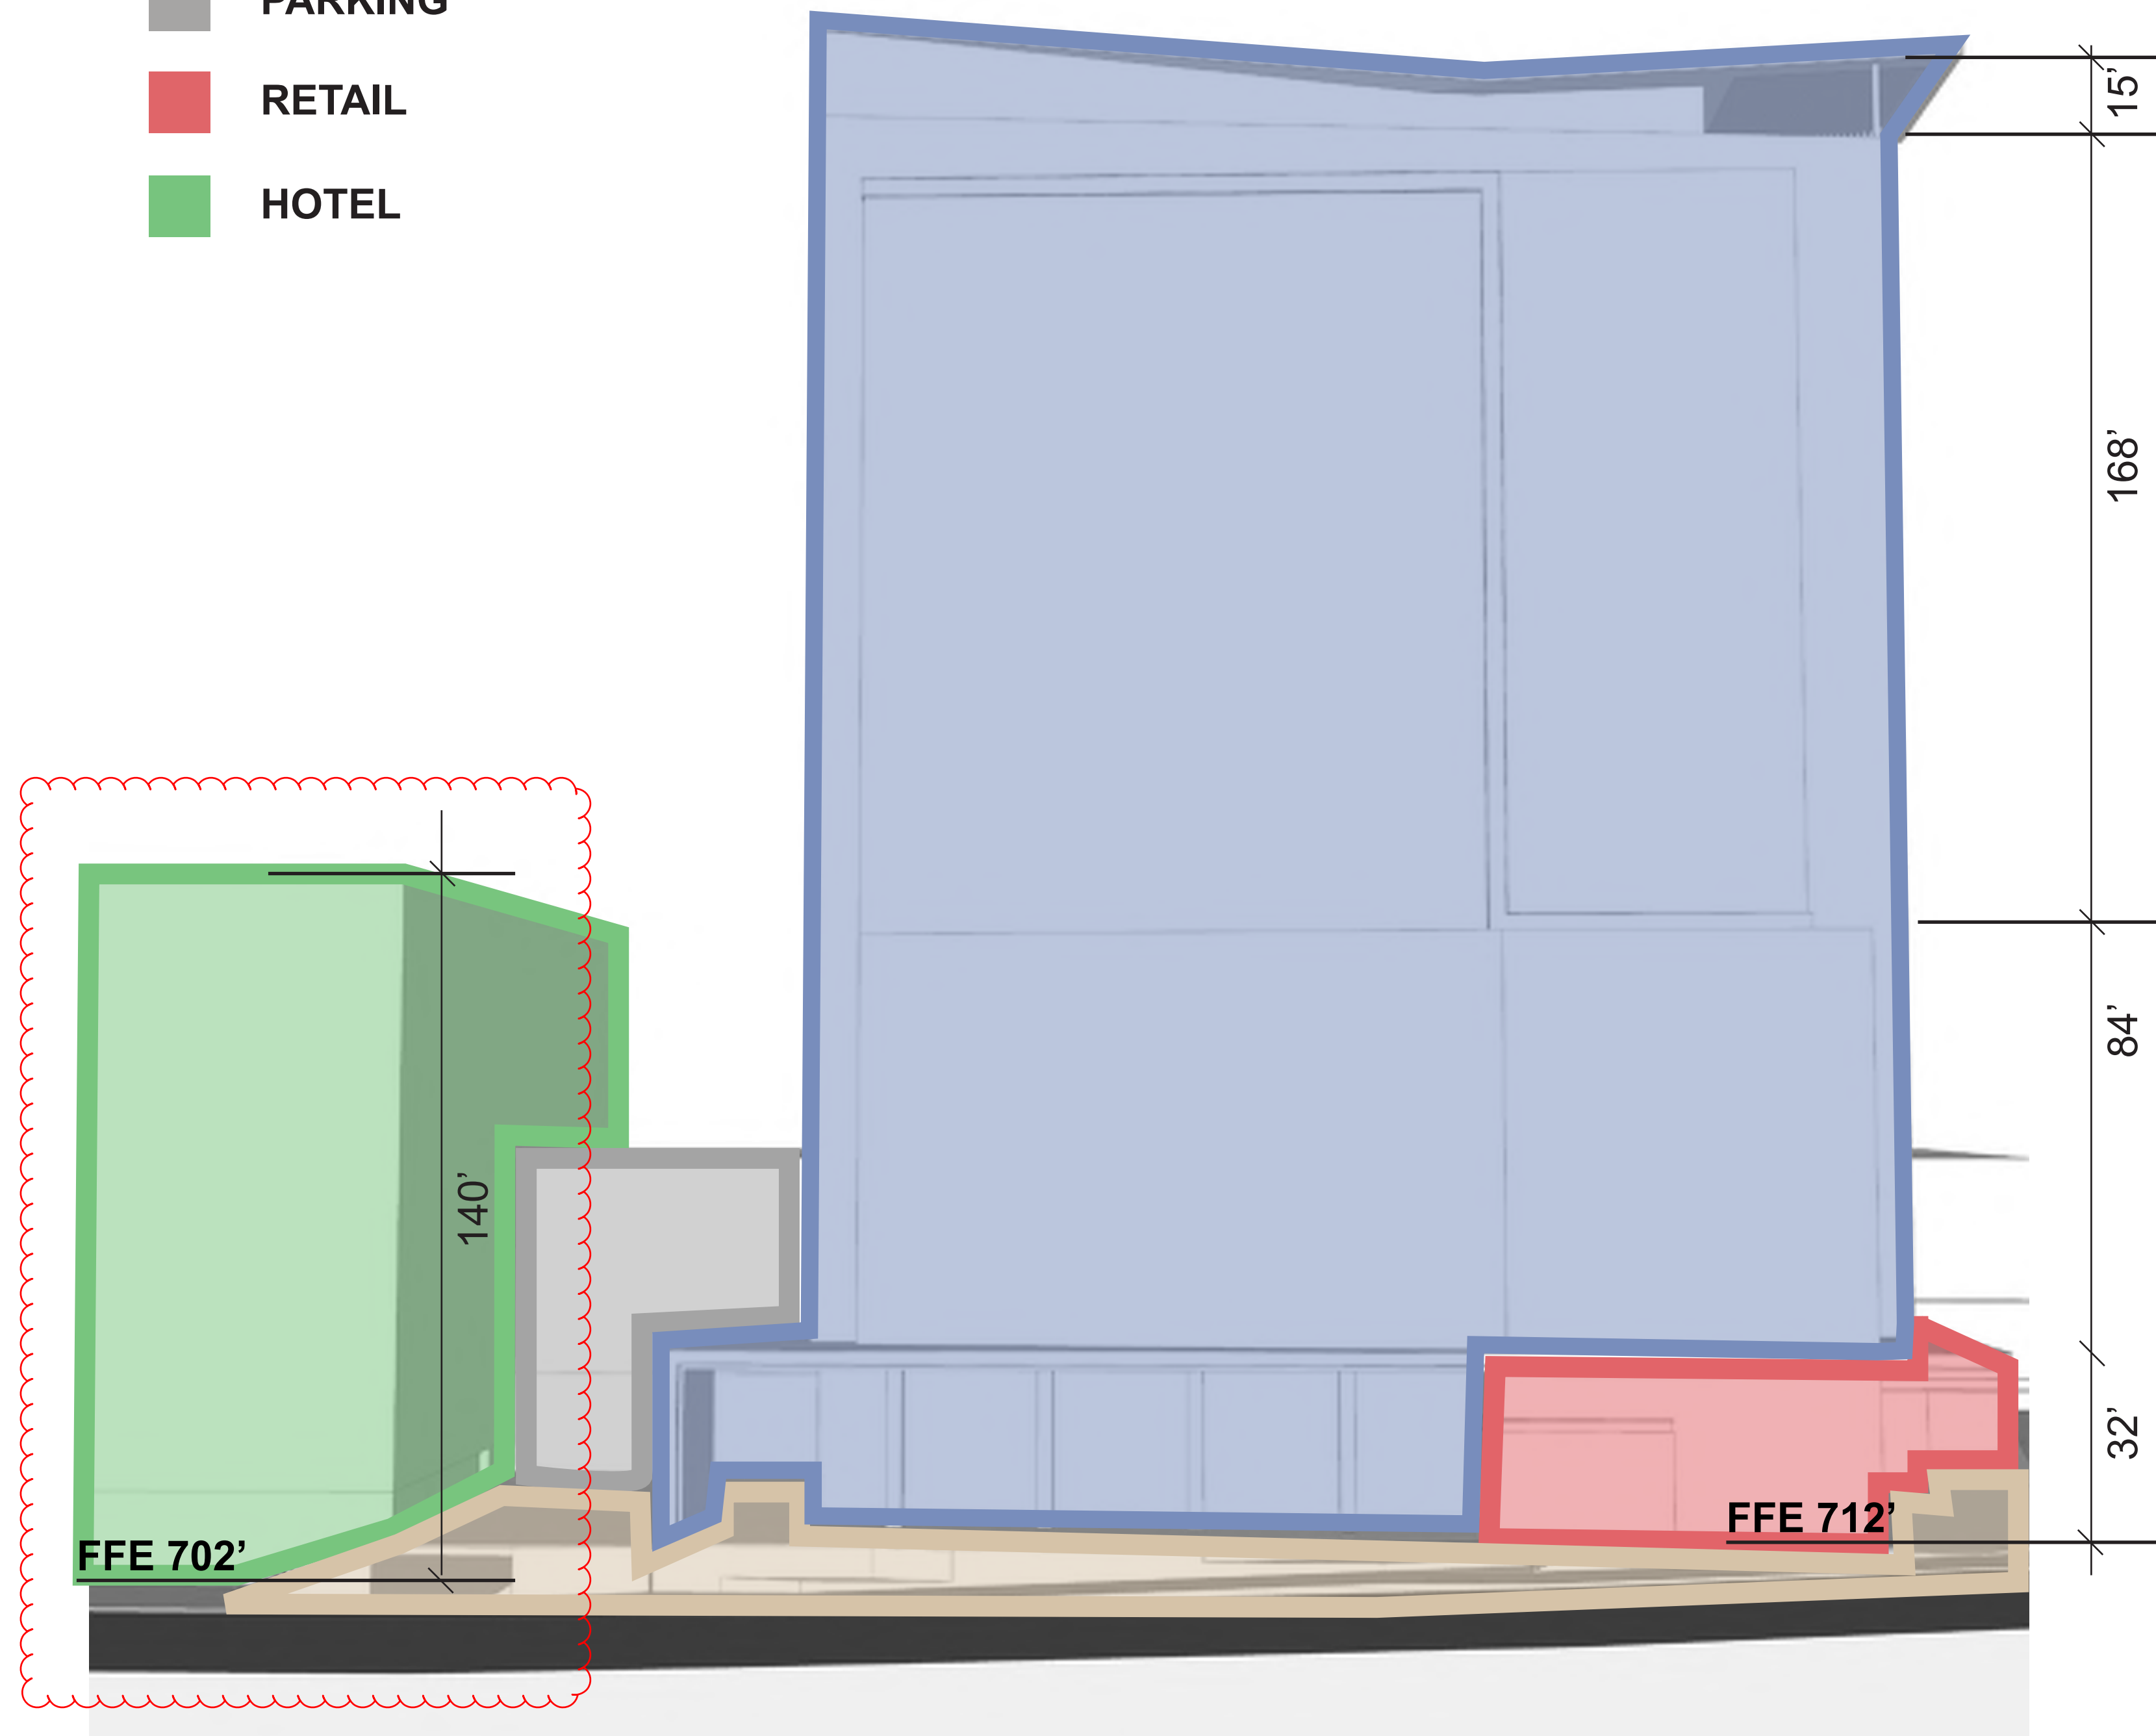 PARKING
RETAIL
HOTEL
15'
168'
84'
140'
32'
FFE 712'
FFE 702'